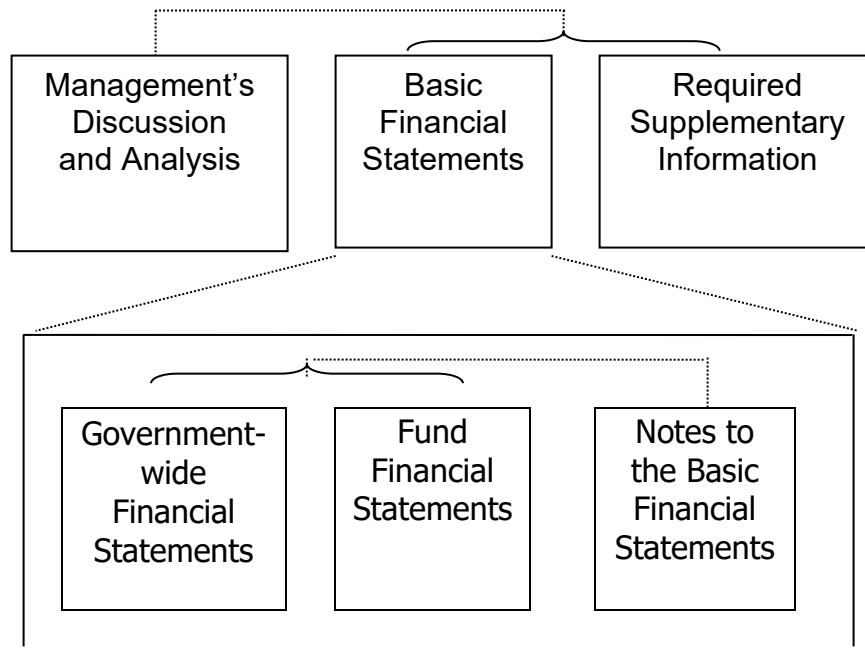 Management’s
Discussion
and Analysis
Basic
Financial
Statements
Required
Supplementary
Information
Government-
wide
Financial
Statements
Fund
Financial
Statements
Notes to
the Basic
Financial
Statements